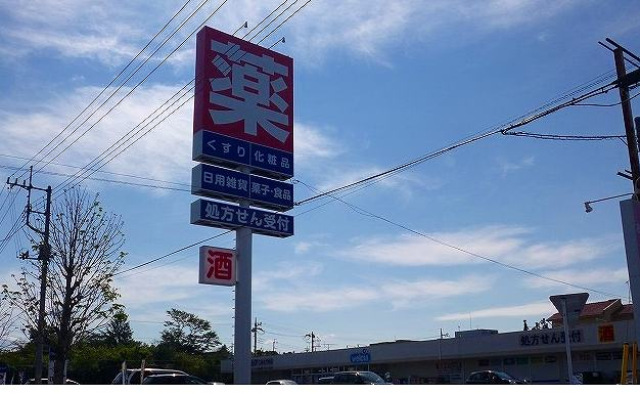 薬
くすり 化粧品
日用雑貨 菓子・食品
処方せん受付
酒
処方せん受付